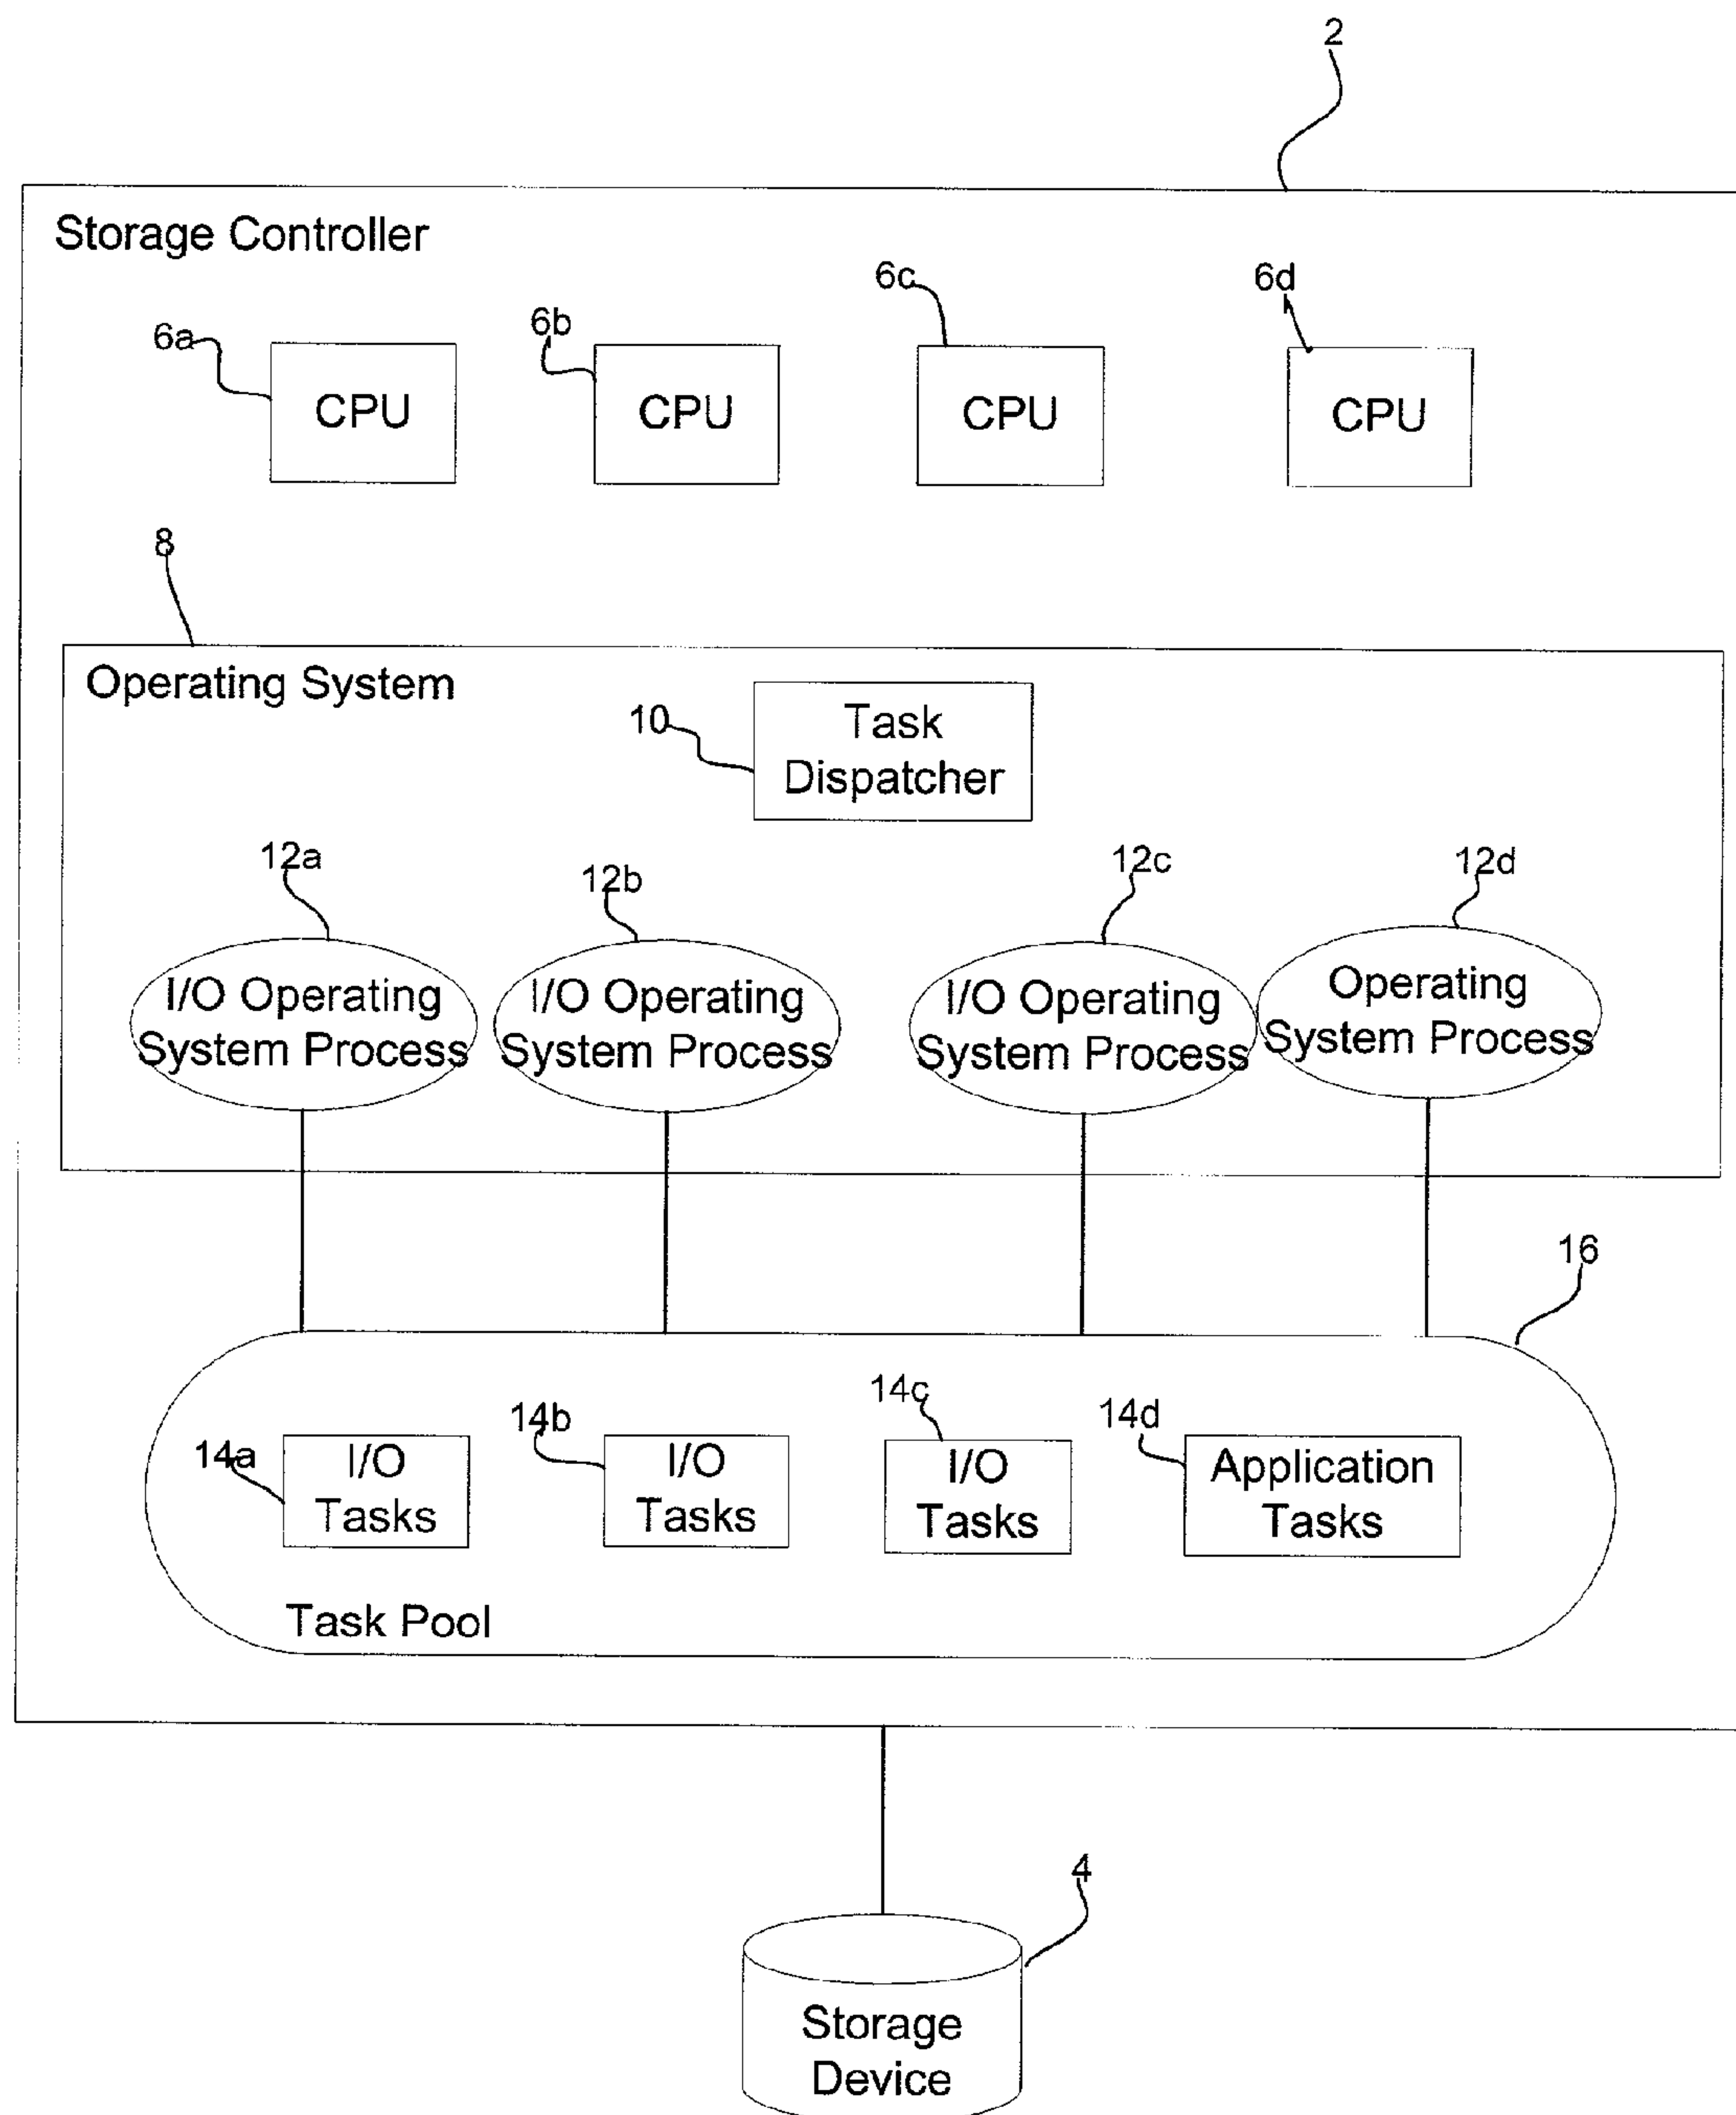 2
Storage Controller
6a
6b
6c
6d
CPU
CPU
CPU
CPU
8
Operating System
10
Task
Dispatcher
12a
12b
12c
12d
I/O Operating
System Process
I/O Operating
System Process
I/O Operating
System Process
Operating
System Process
16
14a
14b
14c
14d
I/O
Tasks
I/O
Tasks
I/O
Tasks
Application
Tasks
Task Pool
4
Storage
Device